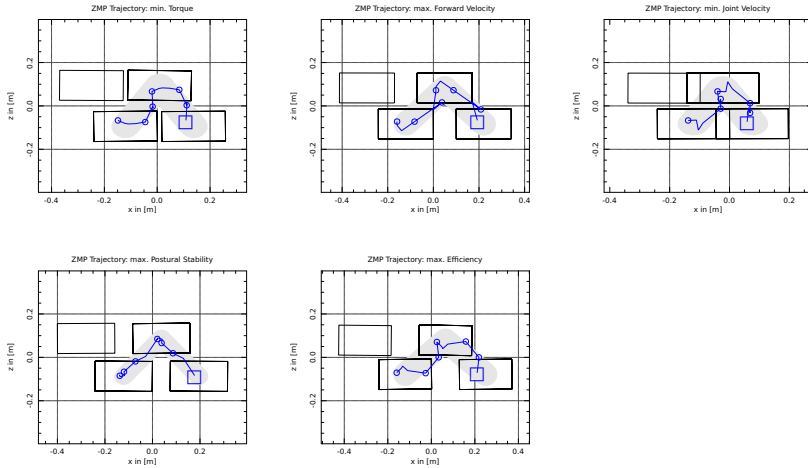 ZMP Trajectory: min. Torque
0.2
0.0
-0.2
z in [m]
-0.4 -0.2 0.0 0.2
x in [m]
ZMP Trajectory: max. Forward Velocity
0.2
0.0
-0.2
z in [m]
-0.4 -0.2 0.0 0.2 0.4
x in [m]
ZMP Trajectory: min. Joint Velocity
0.2
0.0
-0.2
z in [m]
-0.4 -0.2 0.0 0.2
x in [m]
ZMP Trajectory: max. Postural Stability
0.2
0.0
-0.2
z in [m]
-0.4 -0.2 0.0 0.2
x in [m]
ZMP Trajectory: max. Efficiency
0.2
0.0
-0.2
z in [m]
-0.4 -0.2 0.0 0.2 0.4
x in [m]